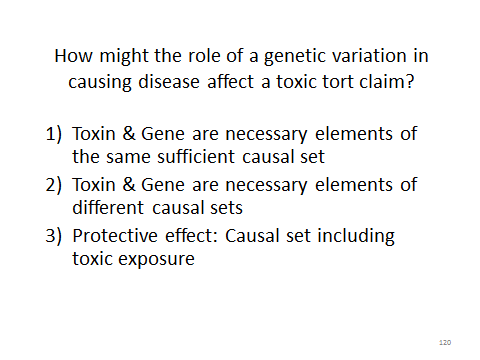 How might the role of a genetic variation in
causing disease affect a toxic tort claim?
1) Toxin & Gene are necessary elements of
the same sufficient causal set
2) Toxin & Gene are necessary elements of
different causal sets
3) Protective effect: Causal set including
toxic exposure
120